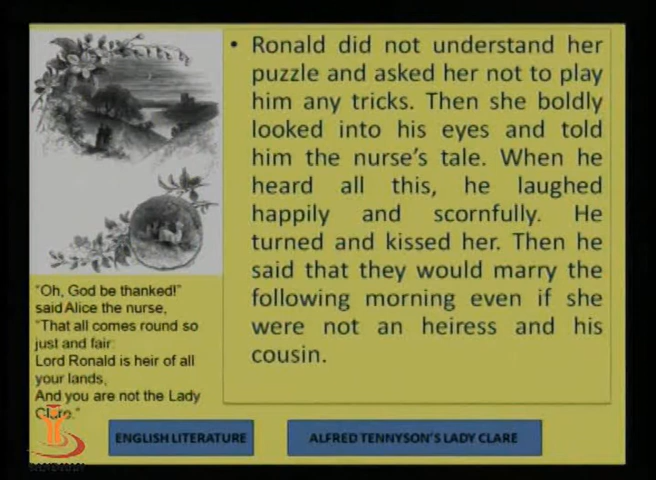 • Ronald did not understand her
puzzle and asked her not to play
him any tricks. Then she boldly
looked into his eyes and told
him the nurse's tale. When he
heard all this, he laughed
happily and scornfully. He
turned and kissed her. Then he
said that they would marry the
following morning even if she
were not an heiress and his
cousin.
"Oh, God be thanked!"
said Alice the nurse,
"That all comes round so
just and fair:
Lord Ronald is heir of all
your lands,
And you are not the Lady
Clare."
ENGLISH LITERATURE
ALFRED TENNYSON'S LADY CLARE